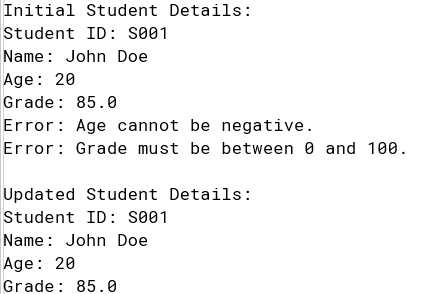 Initial Student Details:
Student ID: S001
Name: John Doe
Age: 20
Grade: 85.0
Error: Age cannot be negative.
Error: Grade must be between 0 and 100.

Updated Student Details:
Student ID: S001
Name: John Doe
Age: 20
Grade: 85.0